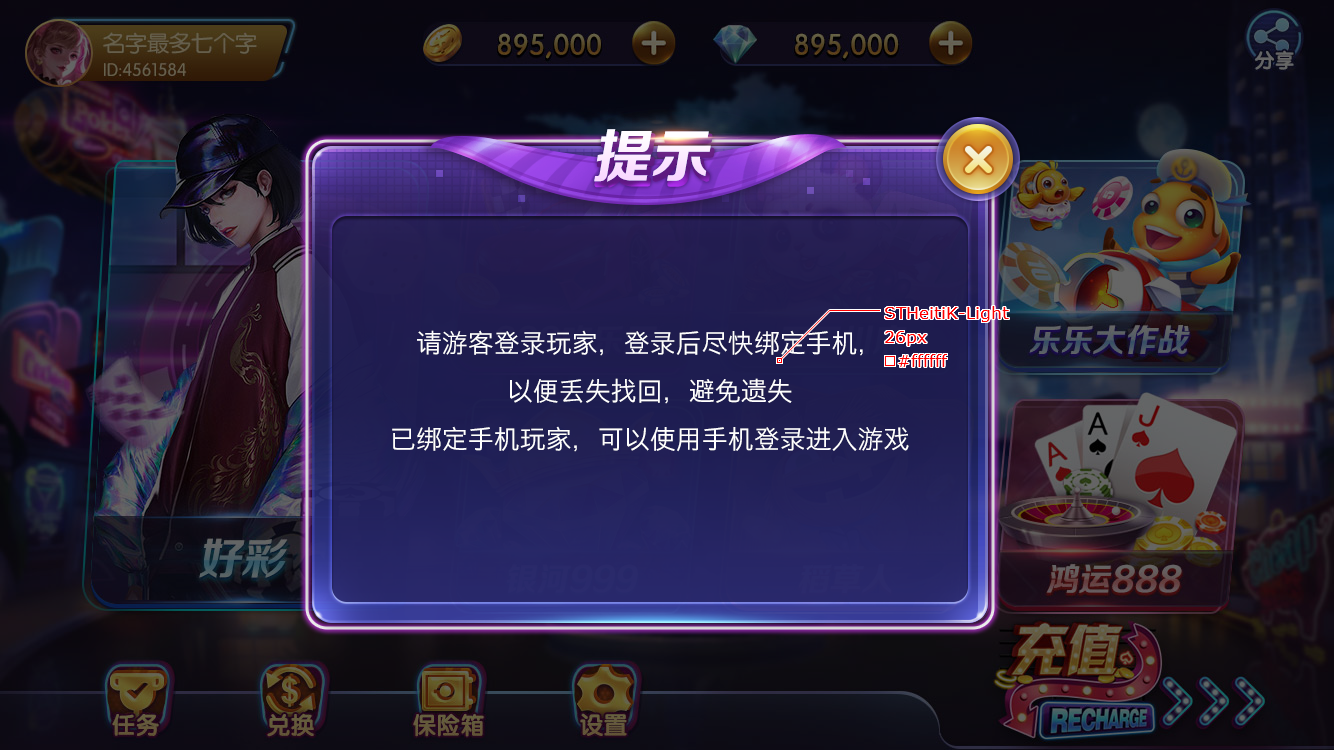 名字最多七个字
ID:4561584
895,000
895,000
分享
提示
请游客登录玩家，登录后尽快绑定手机，
以便丢失找回，避免遗失
已绑定手机玩家，可以使用手机登录进入游戏
STHeitiK-Light
26px
#ffffff
好彩
乐乐大作战
A
A
J
鸿运888
充值
RECHARGE
任务
兑换
保险箱
设置